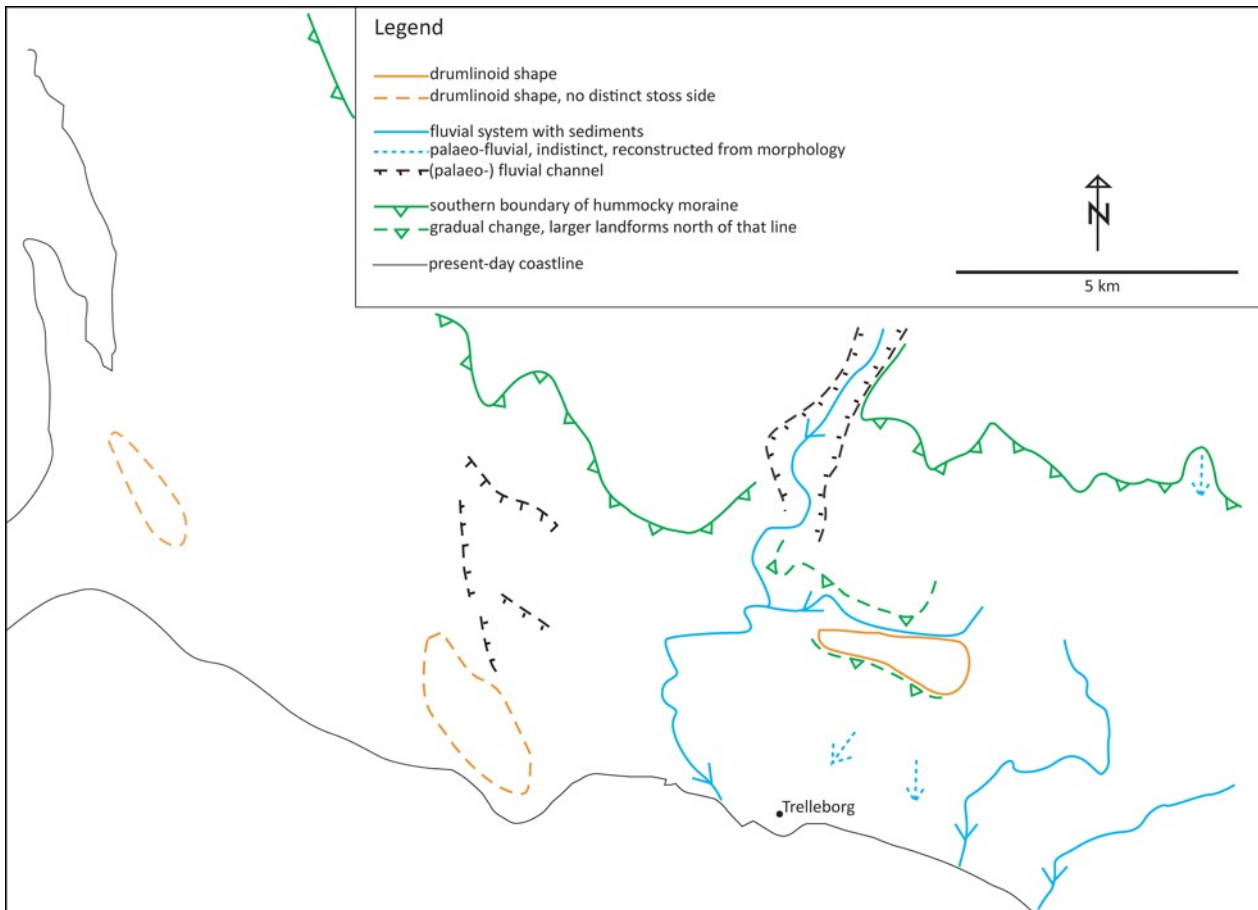 Legend
drumlinoid shape
drumlinoid shape, no distinct stoss side
fluvial system with sediments
palaeo-fluvial, indistinct, reconstructed from morphology
(palaeo-) fluvial channel
southern boundary of hummocky moraine
gradual change, larger landforms north of that line
present-day coastline
N
5 km
Trelleborg